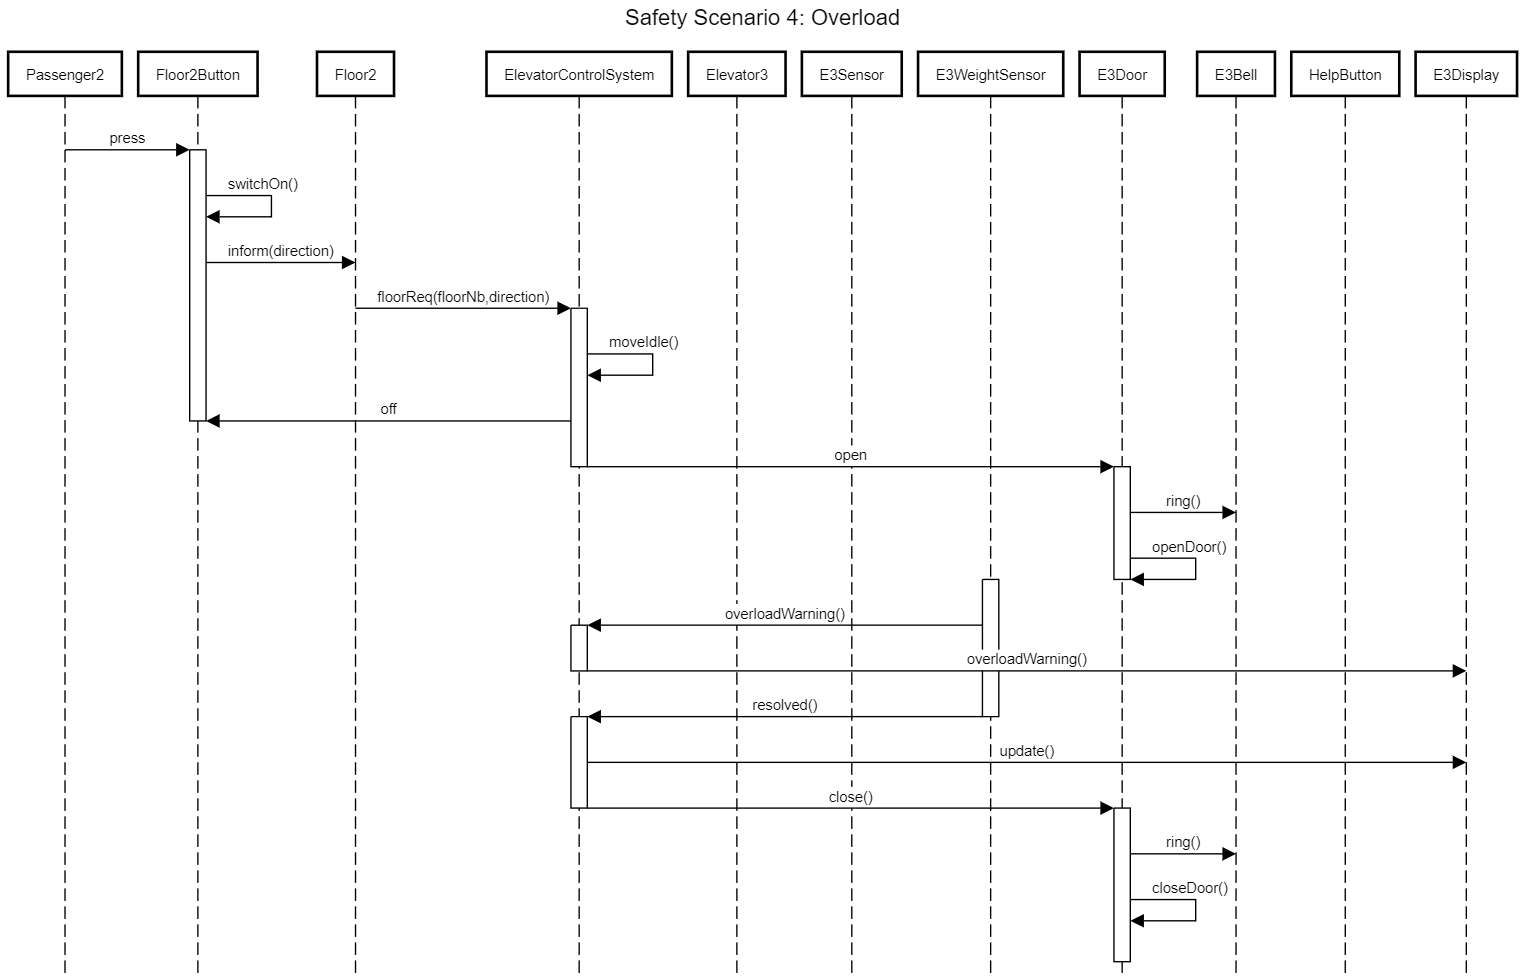 Safety Scenario 4: Overload
Passenger2
Floor2Button
Floor2
ElevatorControlSystem
Elevator3
E3Sensor
E3WeightSensor
E3Door
E3Bell
HelpButton
E3Display
press
switchOn()
inform(direction)
floorReq(floorNb,direction)
moveIdle()
off
open
ring()
openDoor()
overloadWarning()
overloadWarning()
resolved()
update()
close()
ring()
closeDoor()